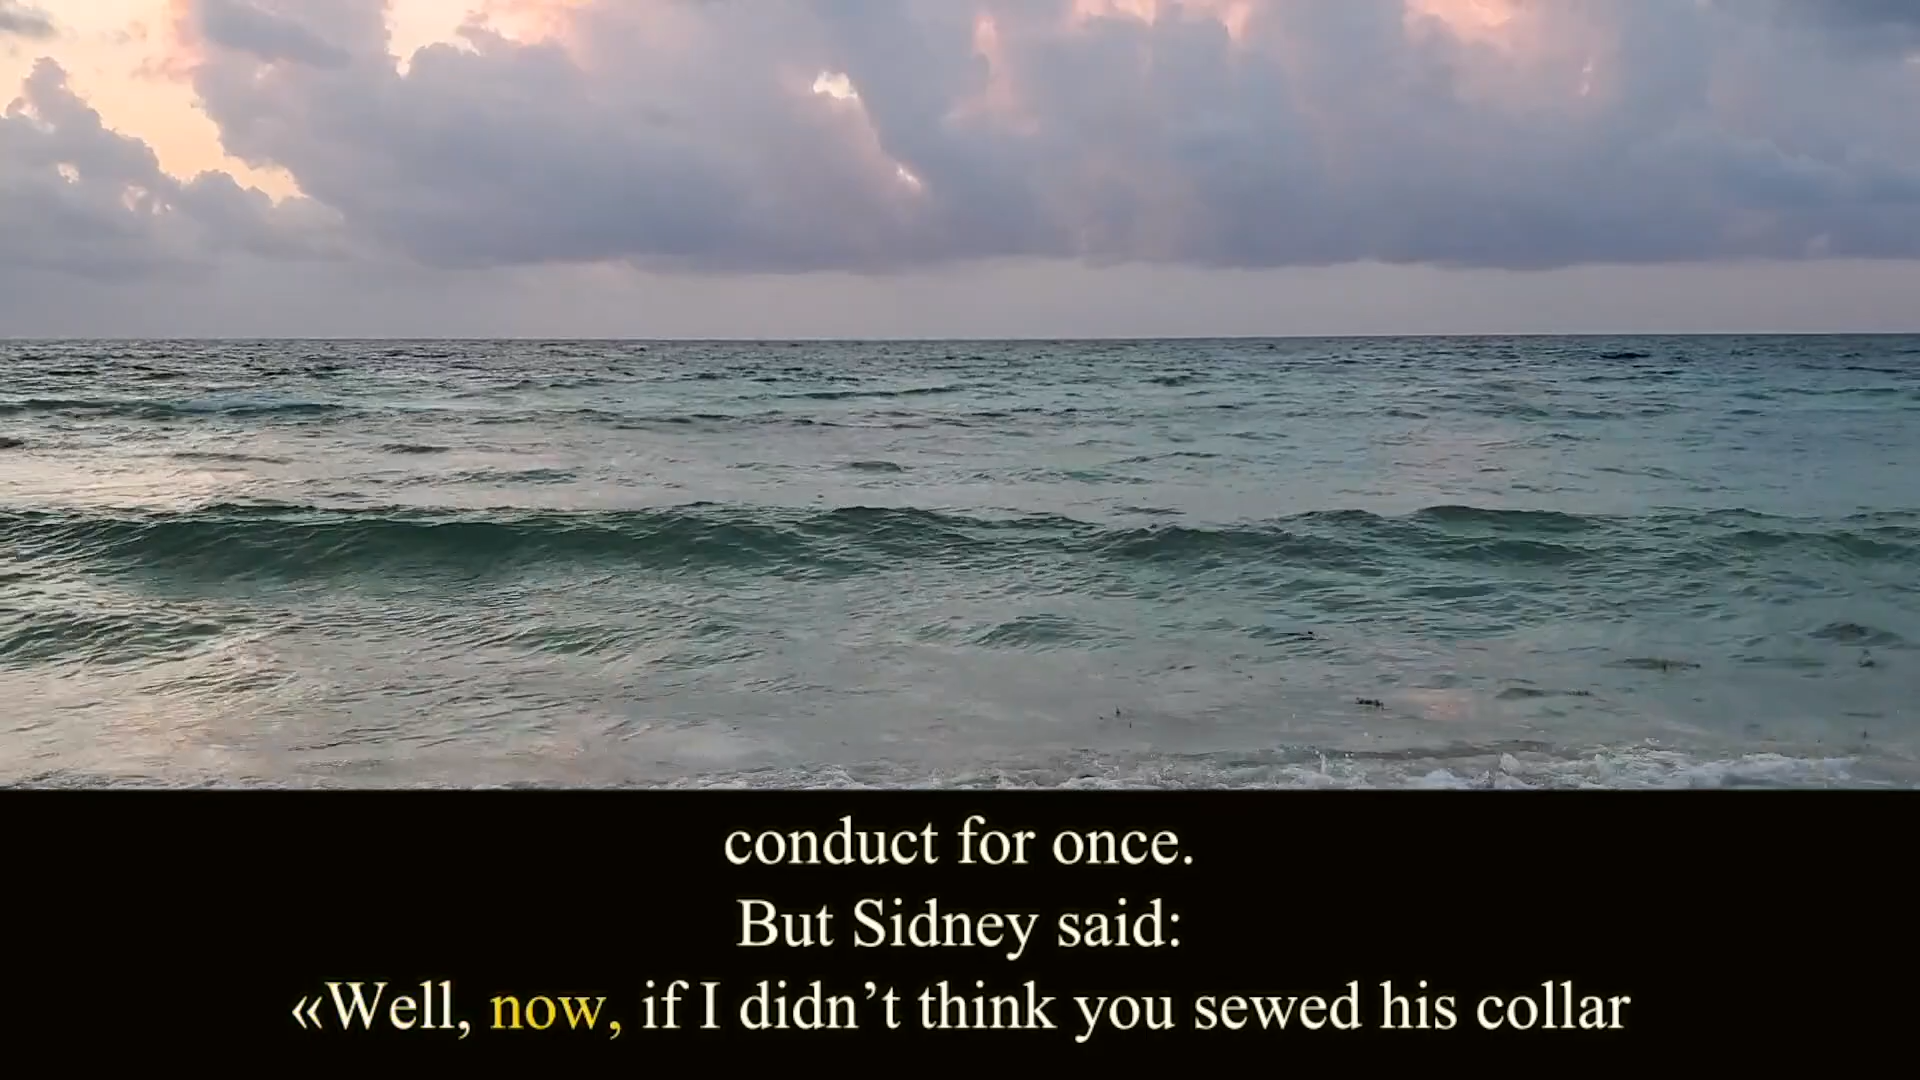 conduct for once.
But Sidney said:
«Well, now, if I didn’t think you sewed his collar